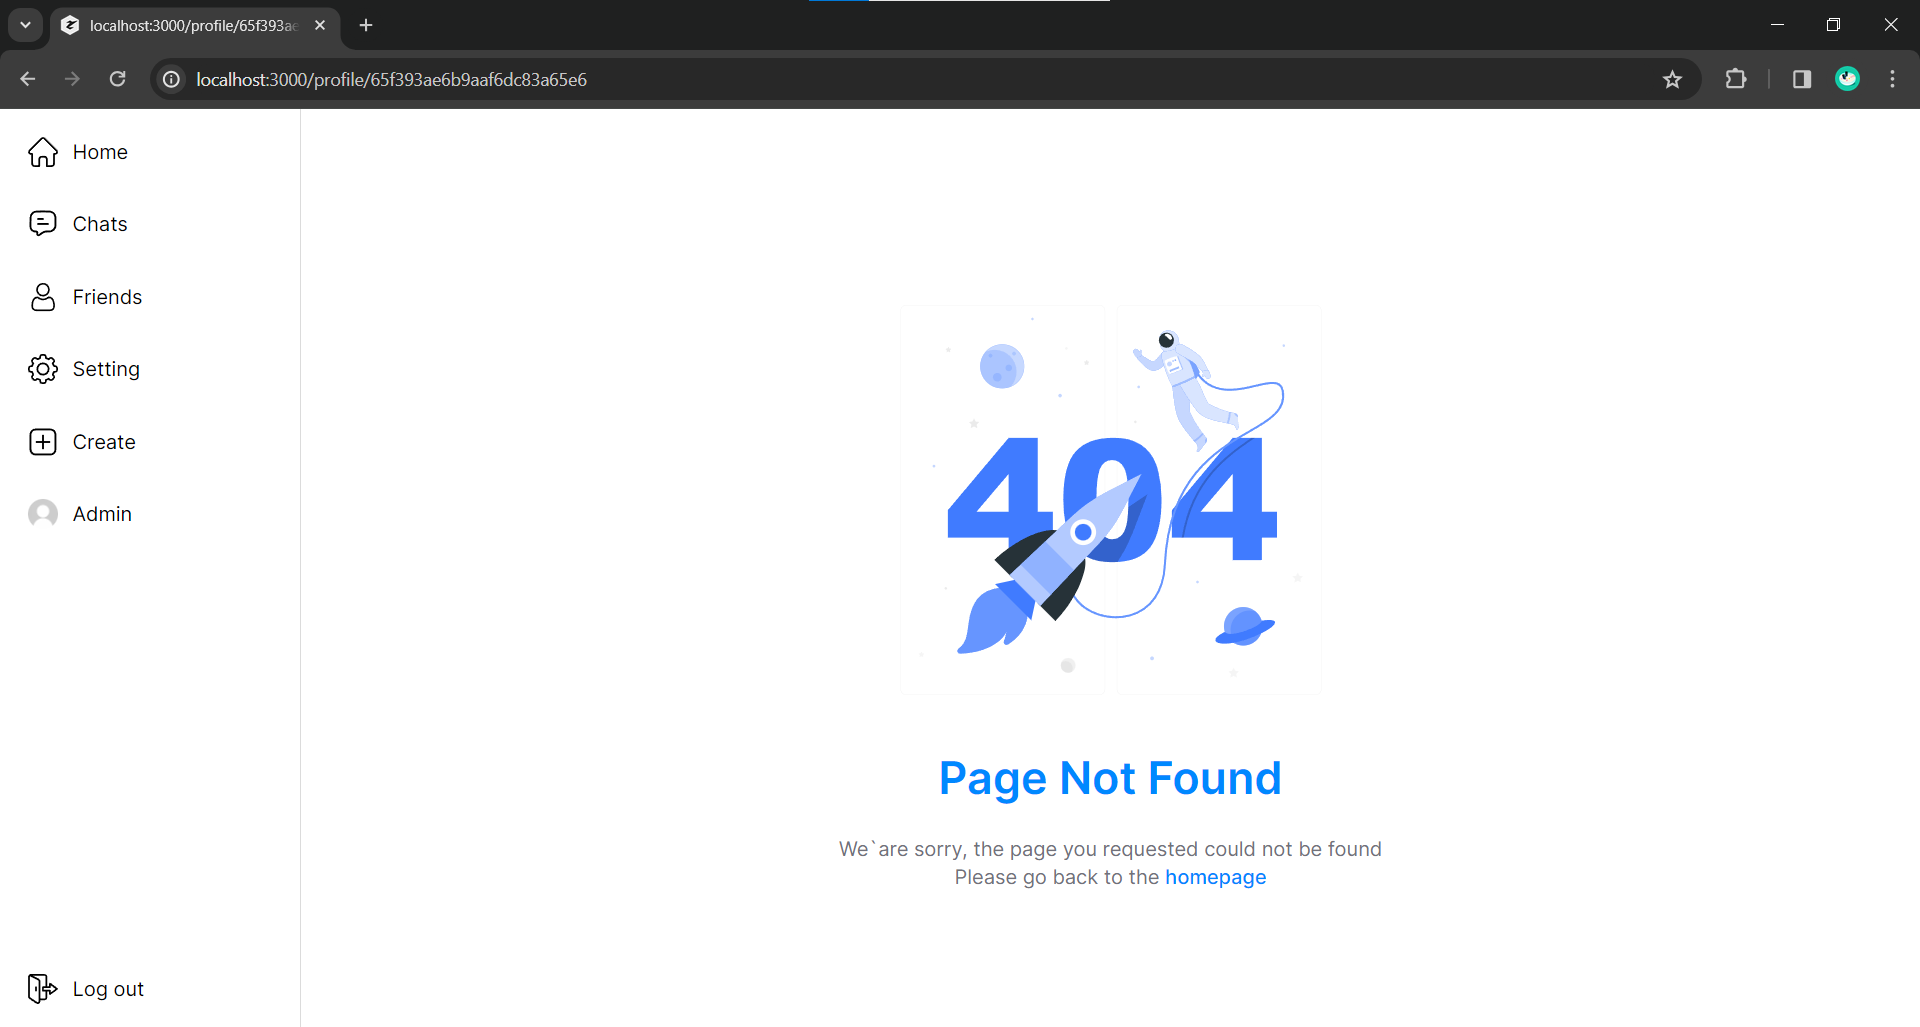 localhost:3000/profile/65f393ae
localhost:3000/profile/65f393ae6b9aaf6dc83a65e6
Home
Chats
Friends
Setting
Create
Admin
404
Page Not Found
We`are sorry, the page you requested could not be found
Please go back to the homepage
Log out